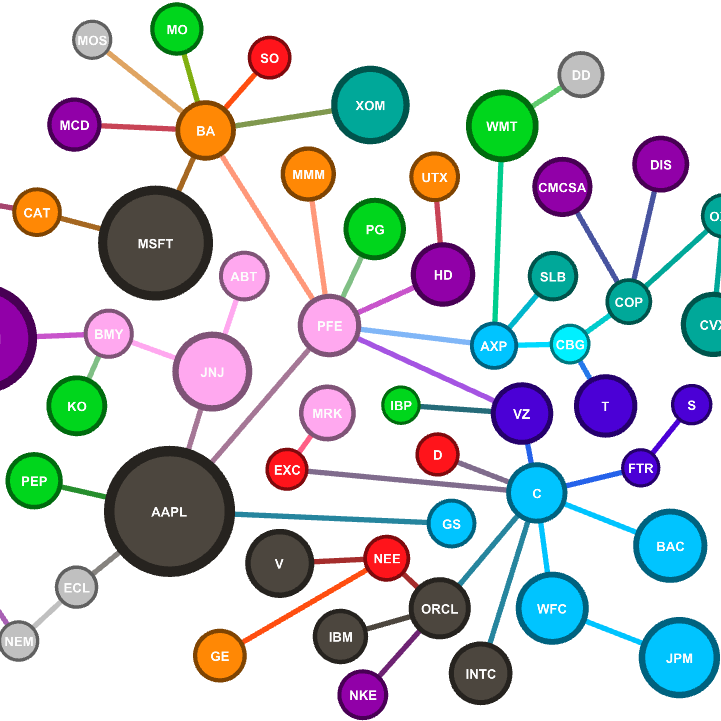 MO
MOS
SO
DD
XOM
MCD
BA
WMT
DIS
MMM
UTX
CMCSA
CAT
PG
MSFT
HD
ABT
SLB
COP
PFE
CVX
BMY
AXP
CBG
JNJ
KO
MRK
IBP
VZ
T
S
D
EXC
FTR
PEP
C
AAPL
GS
BAC
V
NEE
ECL
ORCL
WFC
NEM
IBM
GE
JPM
INTC
NKE